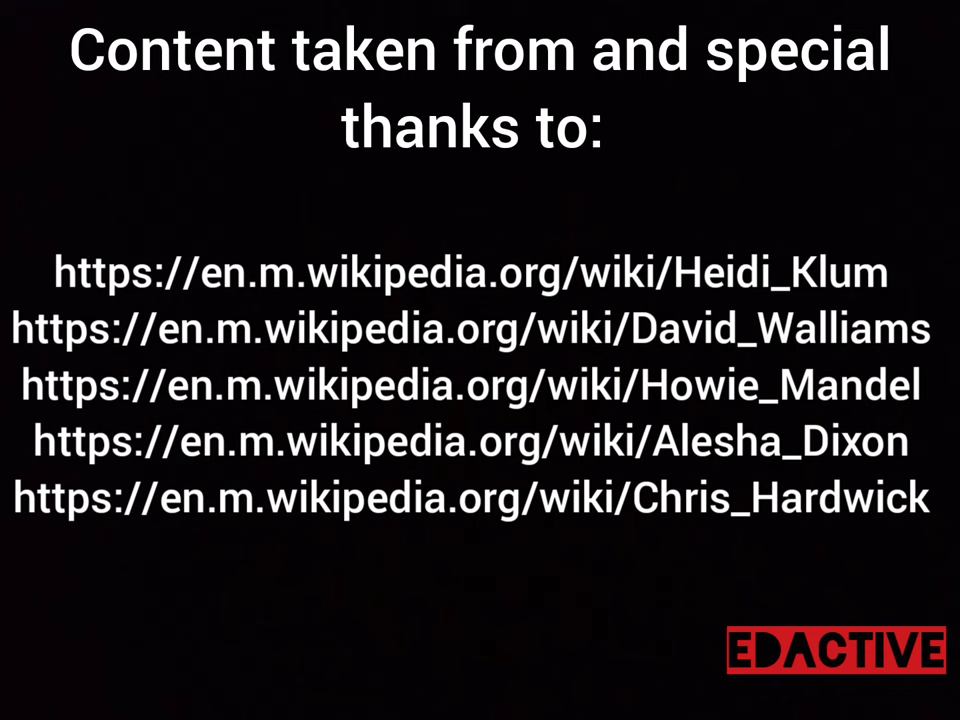 Content taken from and special
thanks to:
https://en.m.wikipedia.org/wiki/Heidi_Klum
https://en.m.wikipedia.org/wiki/David_Walliams
https://en.m.wikipedia.org/wiki/Howie_Mandel
https://en.m.wikipedia.org/wiki/Alesha_Dixon
https://en.m.wikipedia.org/wiki/Chris_Hardwick
EDACTIVE